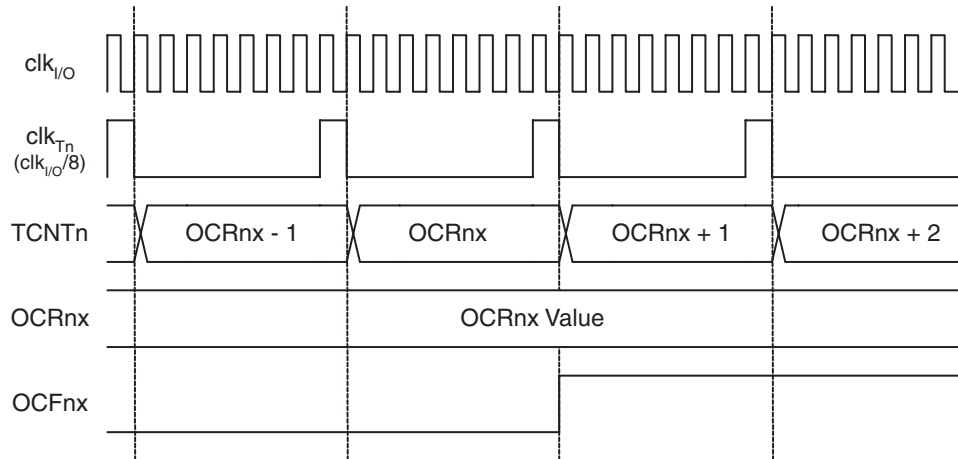 clkI/O
clkTn
(clkI/O/8)
TCNTn
OCRnx - 1 OCRnx OCRnx + 1 OCRnx + 2
OCRnx
OCRnx Value
OCFnx